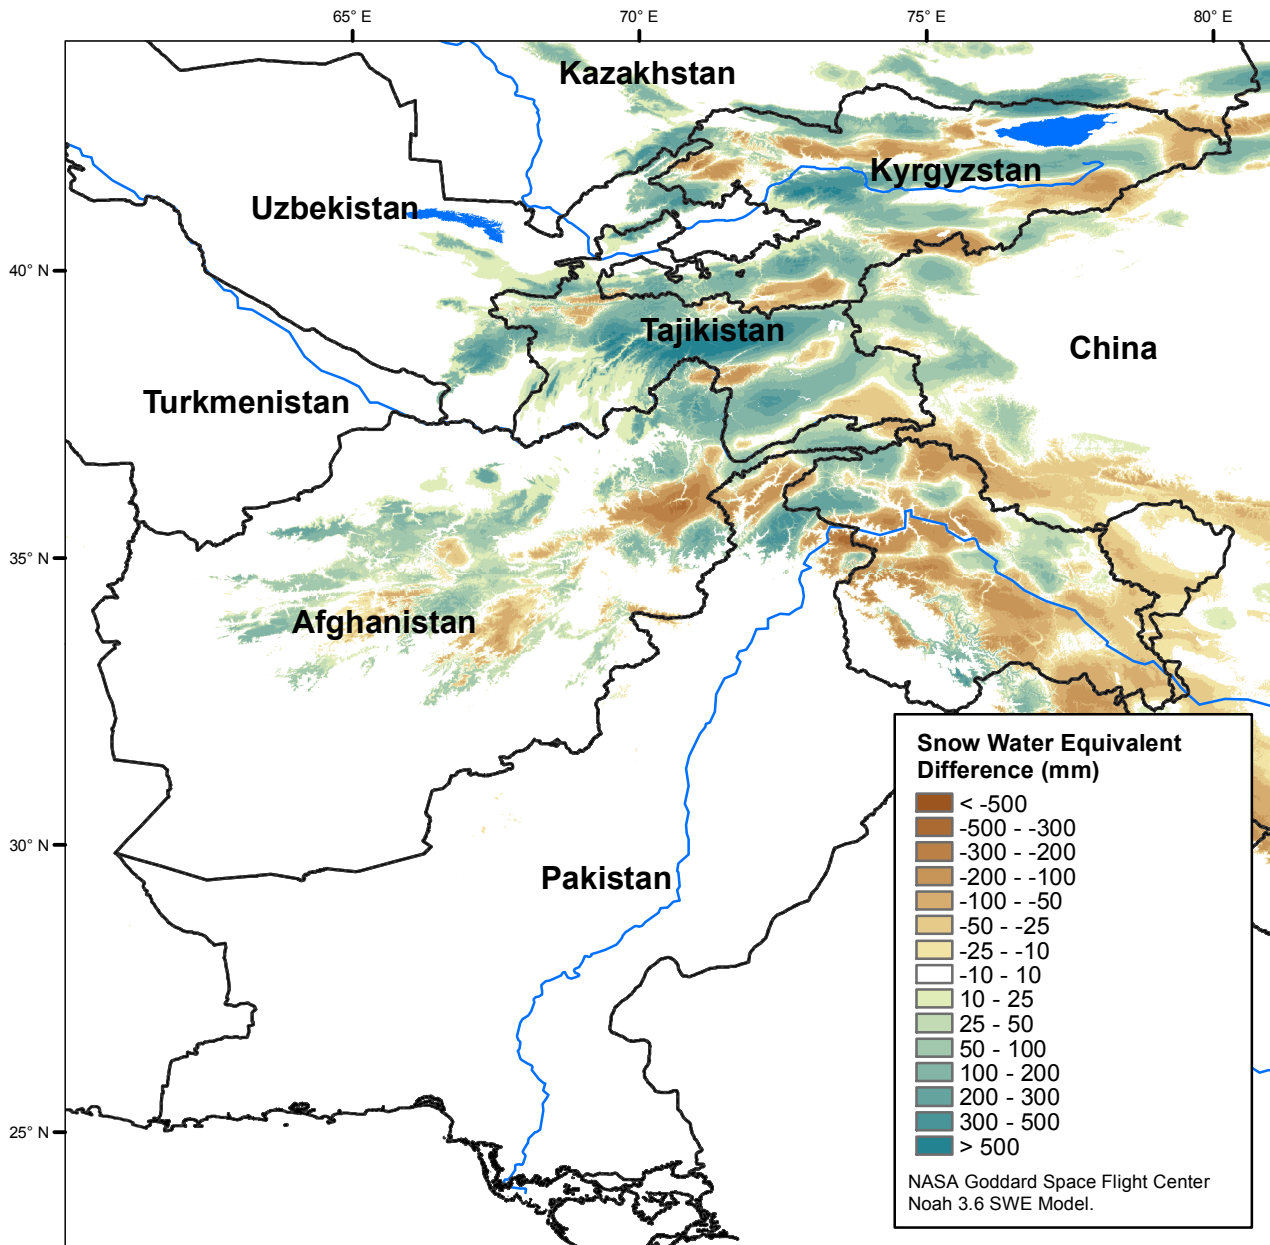 65° E
70° E
75° E
80° E
Kazakhstan
Kyrgyzstan
Uzbekistan
40° N
Tajikistan
China
Turkmenistan
35° N
Afghanistan
30° N
Pakistan
25° N
Snow Water Equivalent
Difference (mm)
< -500
-500 - -300
-300 - -200
-200 - -100
-100 - -50
-50 - -25
-25 - -10
-10 - 10
10 - 25
25 - 50
50 - 100
100 - 200
200 - 300
300 - 500
> 500
NASA Goddard Space Flight Center
Noah 3.6 SWE Model.